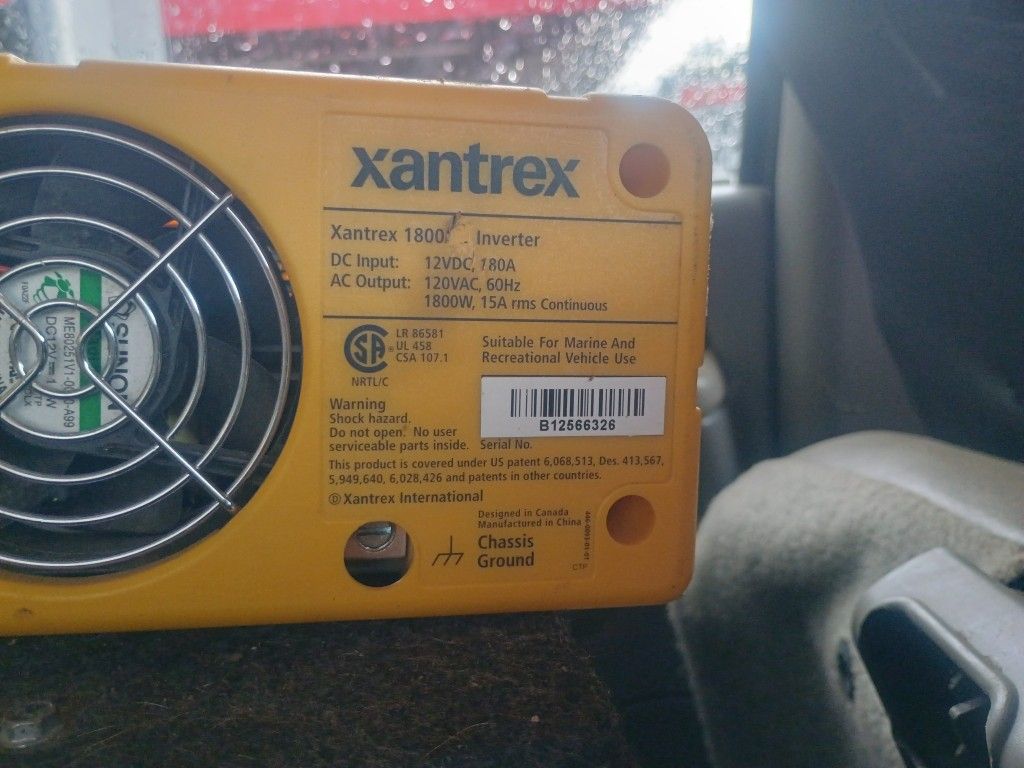 xantrex
Xantrex 1800 Inverter
DC Input: 12VDC, 180A
AC Output: 120VAC, 60Hz
1800W, 15A rms Continuous
SA
LR 86581
UL 458
CSA 107.1
NRTL/C
Suitable For Marine And
Recreational Vehicle Use
B12566326
Serial No.
Warning
Shock hazard.
Do not open. No user
serviceable parts inside.
This product is covered under US patent 6,068,513, Des. 413,567,
5,949,640, 6,028,426 and patents in other countries.
Ⓓ Xantrex International
Designed in Canada
Manufactured in China
Chassis
Ground
CTP
SUNON
DC12V